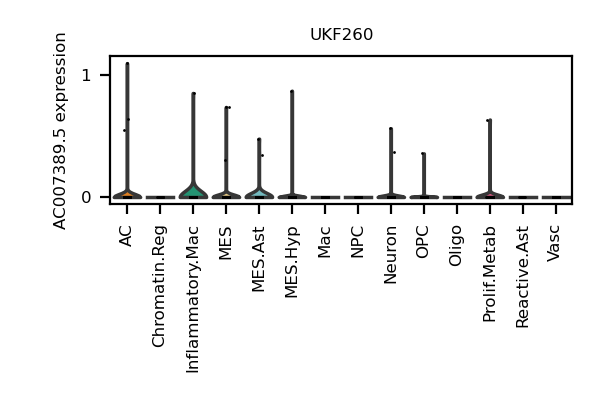 UKF260
AC007389.5 expression
1
0
AC
Chromatin.Reg
Inflammatory.Mac
MES
MES.Ast
MES.Hyp
Mac
NPC
Neuron
OPC
Oligo
Prolif.Metab
Reactive.Ast
Vasc